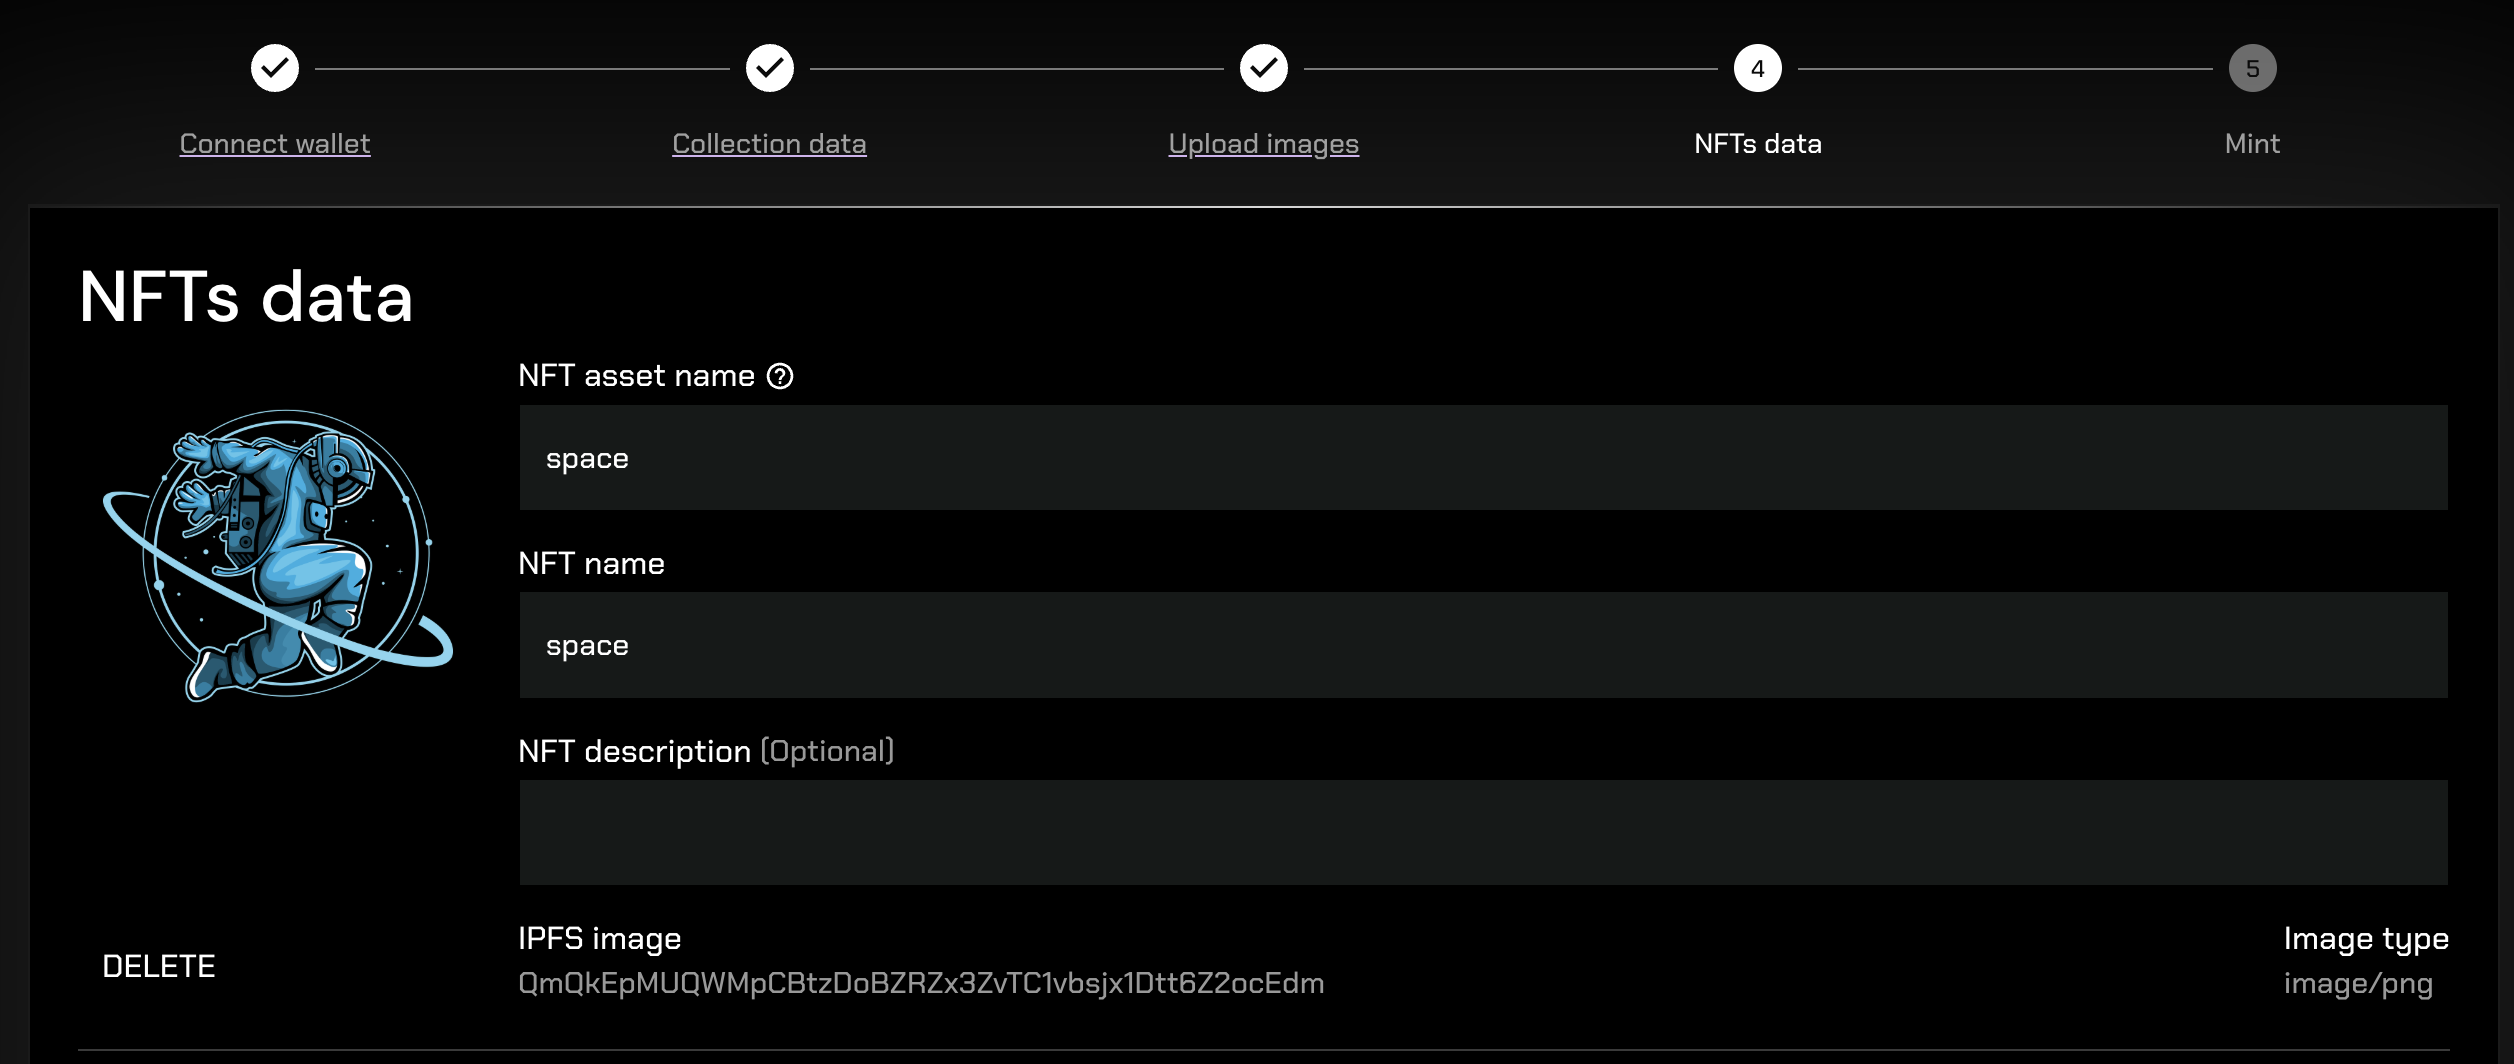 4
5
Connect wallet
Collection data
Upload images
NFTs data
Mint
NFTs data
NFT asset name ?
space
NFT name
space
NFT description (Optional)
DELETE
IPFS image
QmQkEpMUQWMpCBtzDoBZRZx3ZvTC1vbsjx1Dtt6Z2ocEdm
Image type
image/png